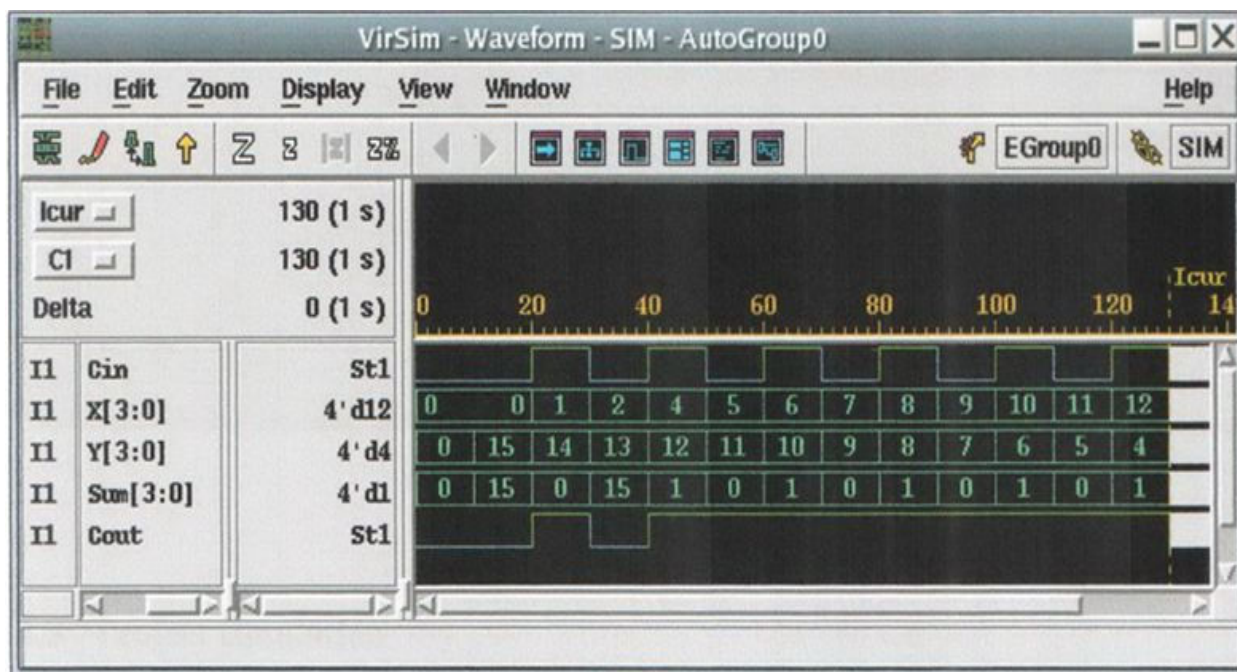 VirSim - Waveform - SIM - AutoGroup0
File Edit Zoom Display View Window Help
Z Z |Z| Z% EGroup0 SIM
Icur 130 (1 s)
C1 130 (1 s)
Icur
Delta 0 (1 s) 0 20 40 60 80 100 120 14
I1 Cin St1
I1 X[3:0] 4'd12 0 0 1 2 4 5 6 7 8 9 10 11 12
I1 Y[3:0] 4'd4 0 15 14 13 12 11 10 9 8 7 6 5 4
I1 Sum[3:0] 4'd1 0 15 0 15 1 0 1 0 1 0 1 0 1
I1 Cout St1